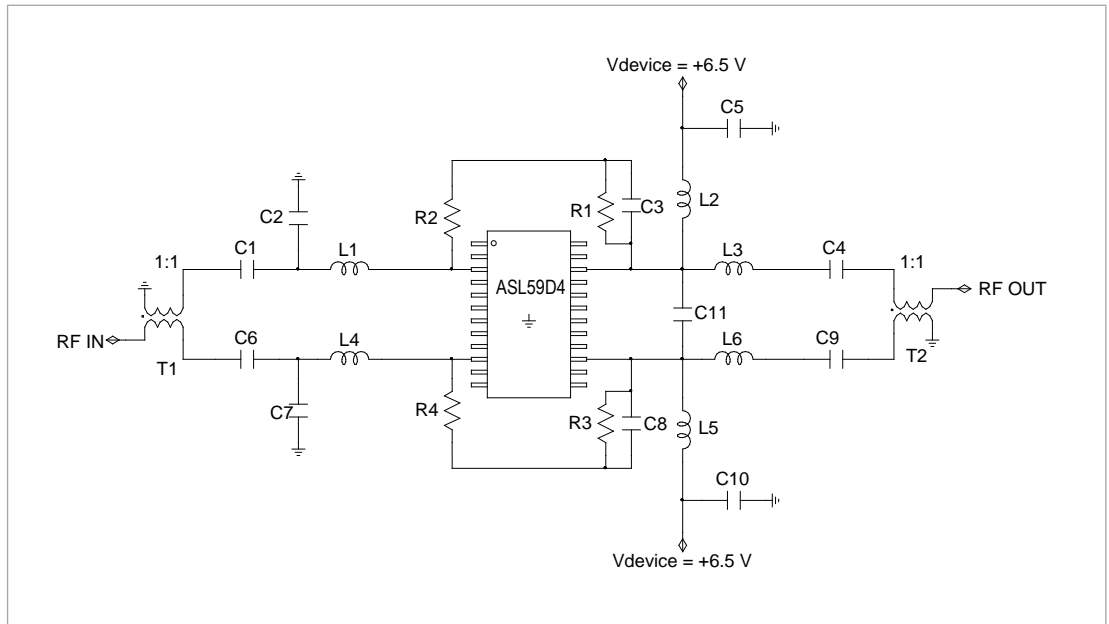 Vdevice = +6.5 V
C5
L2
R2
R1
C3
C2
C1
L1
L3
C4
1:1
1:1
ASL59D4
RF OUT
C11
RF IN
C6
L4
L6
C9
T1
T2
C7
R4
R3
C8
L5
C10
Vdevice = +6.5 V